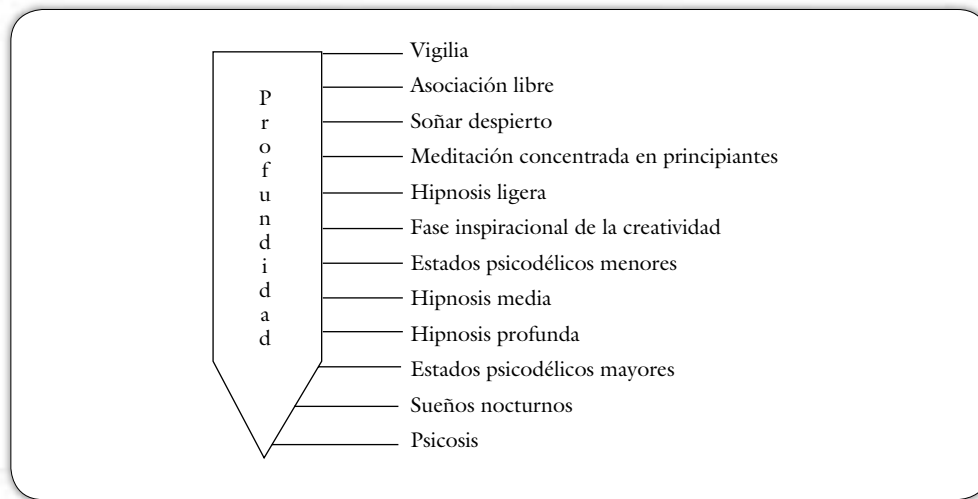 Profundidad
Vigilia
Asociación libre
Soñar despierto
Meditación concentrada en principiantes
Hipnosis ligera
Fase inspiracional de la creatividad
Estados psicodélicos menores
Hipnosis media
Hipnosis profunda
Estados psicodélicos mayores
Sueños nocturnos
Psicosis